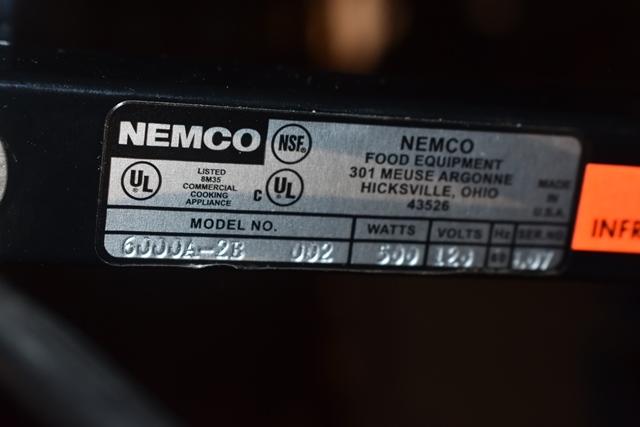 NEMCO
NSF®
UL
LISTED
8M35
COMMERCIAL
COOKING
APPLIANCE
C UL
NEMCO
FOOD EQUIPMENT
301 MEUSE ARGONNE
HICKSVILLE, OHIO
43526
MADE
IN
U.S.A.
MODEL NO. WATTS VOLTS Hz SER. NO.
6000A-2B 002 500 120 60
INFR